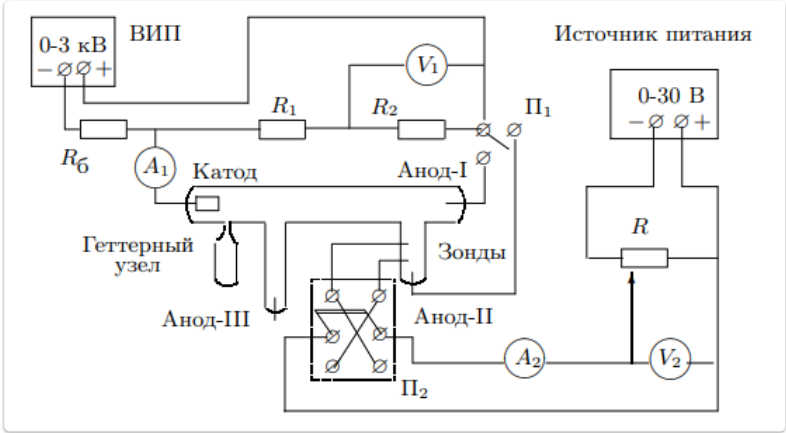 ВИП
Источник питания
0-3 кВ
− +
0-30 В
− +
V₁
R₁
R₂
П₁
R_б
A₁
Катод
Анод-I
R
Геттерный
узел
Зонды
Анод-III
Анод-II
A₂
V₂
П₂